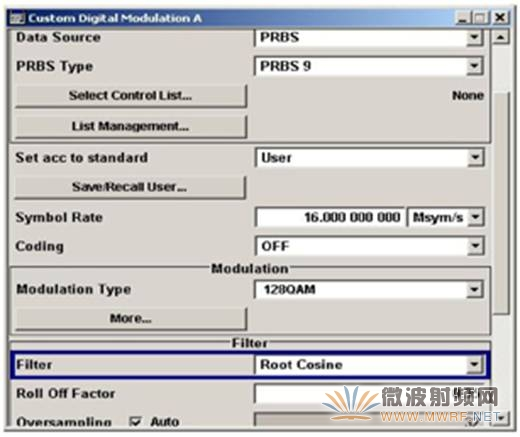 Custom Digital Modulation A
Data Source PRBS
PRBS Type PRBS 9
Select Control List... None
List Management...
Set acc to standard User
Save/Recall User...
Symbol Rate 16.000 000 000 Msym/s
Coding OFF
Modulation
Modulation Type 128QAM
More...
Filter
Filter Root Cosine
Roll Off Factor
Oversampling Auto
微波射频网
WWW.MWRF.NET